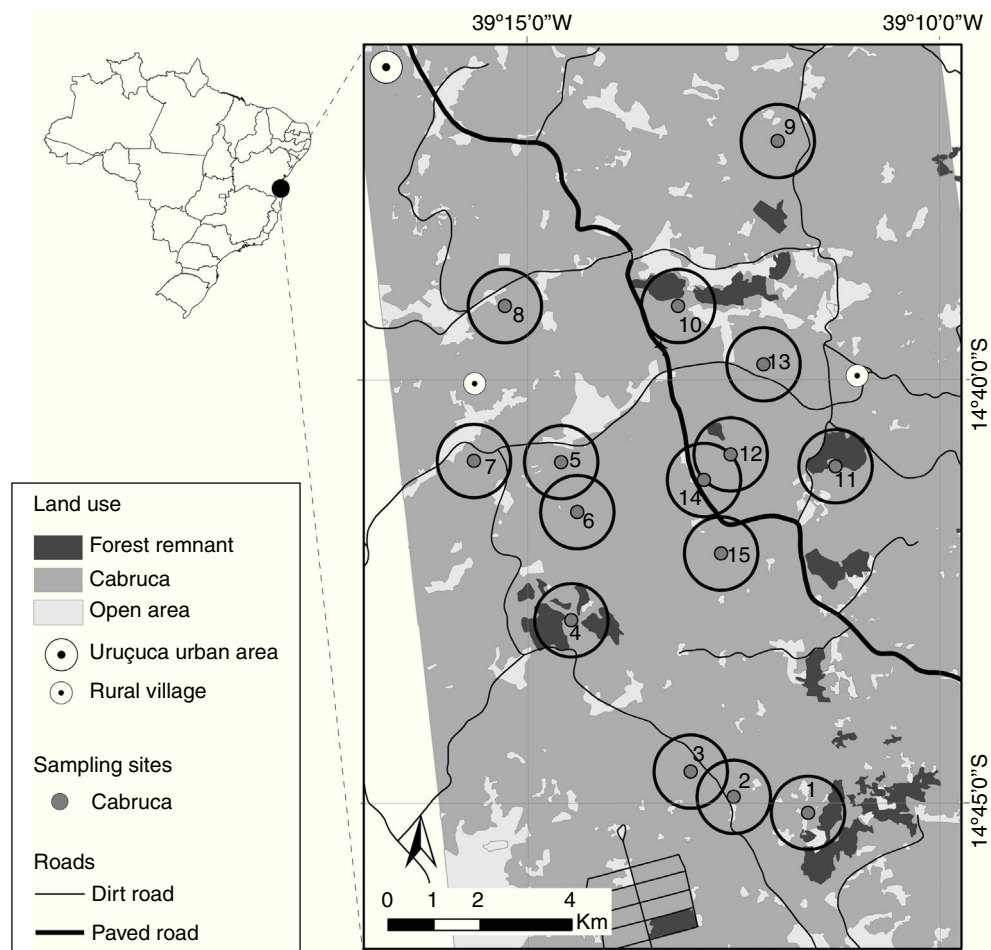 39°15'0"W
39°10'0"W
9
8
10
13
14°40'0"S
7
5
12
11
14
6
15
4
3
2
1
14°45'0"S
Land use
Forest remnant
Cabruca
Open area
Uruçuca urban area
Rural village
Sampling sites
Cabruca
Roads
Dirt road
Paved road
0 1 2 4
Km